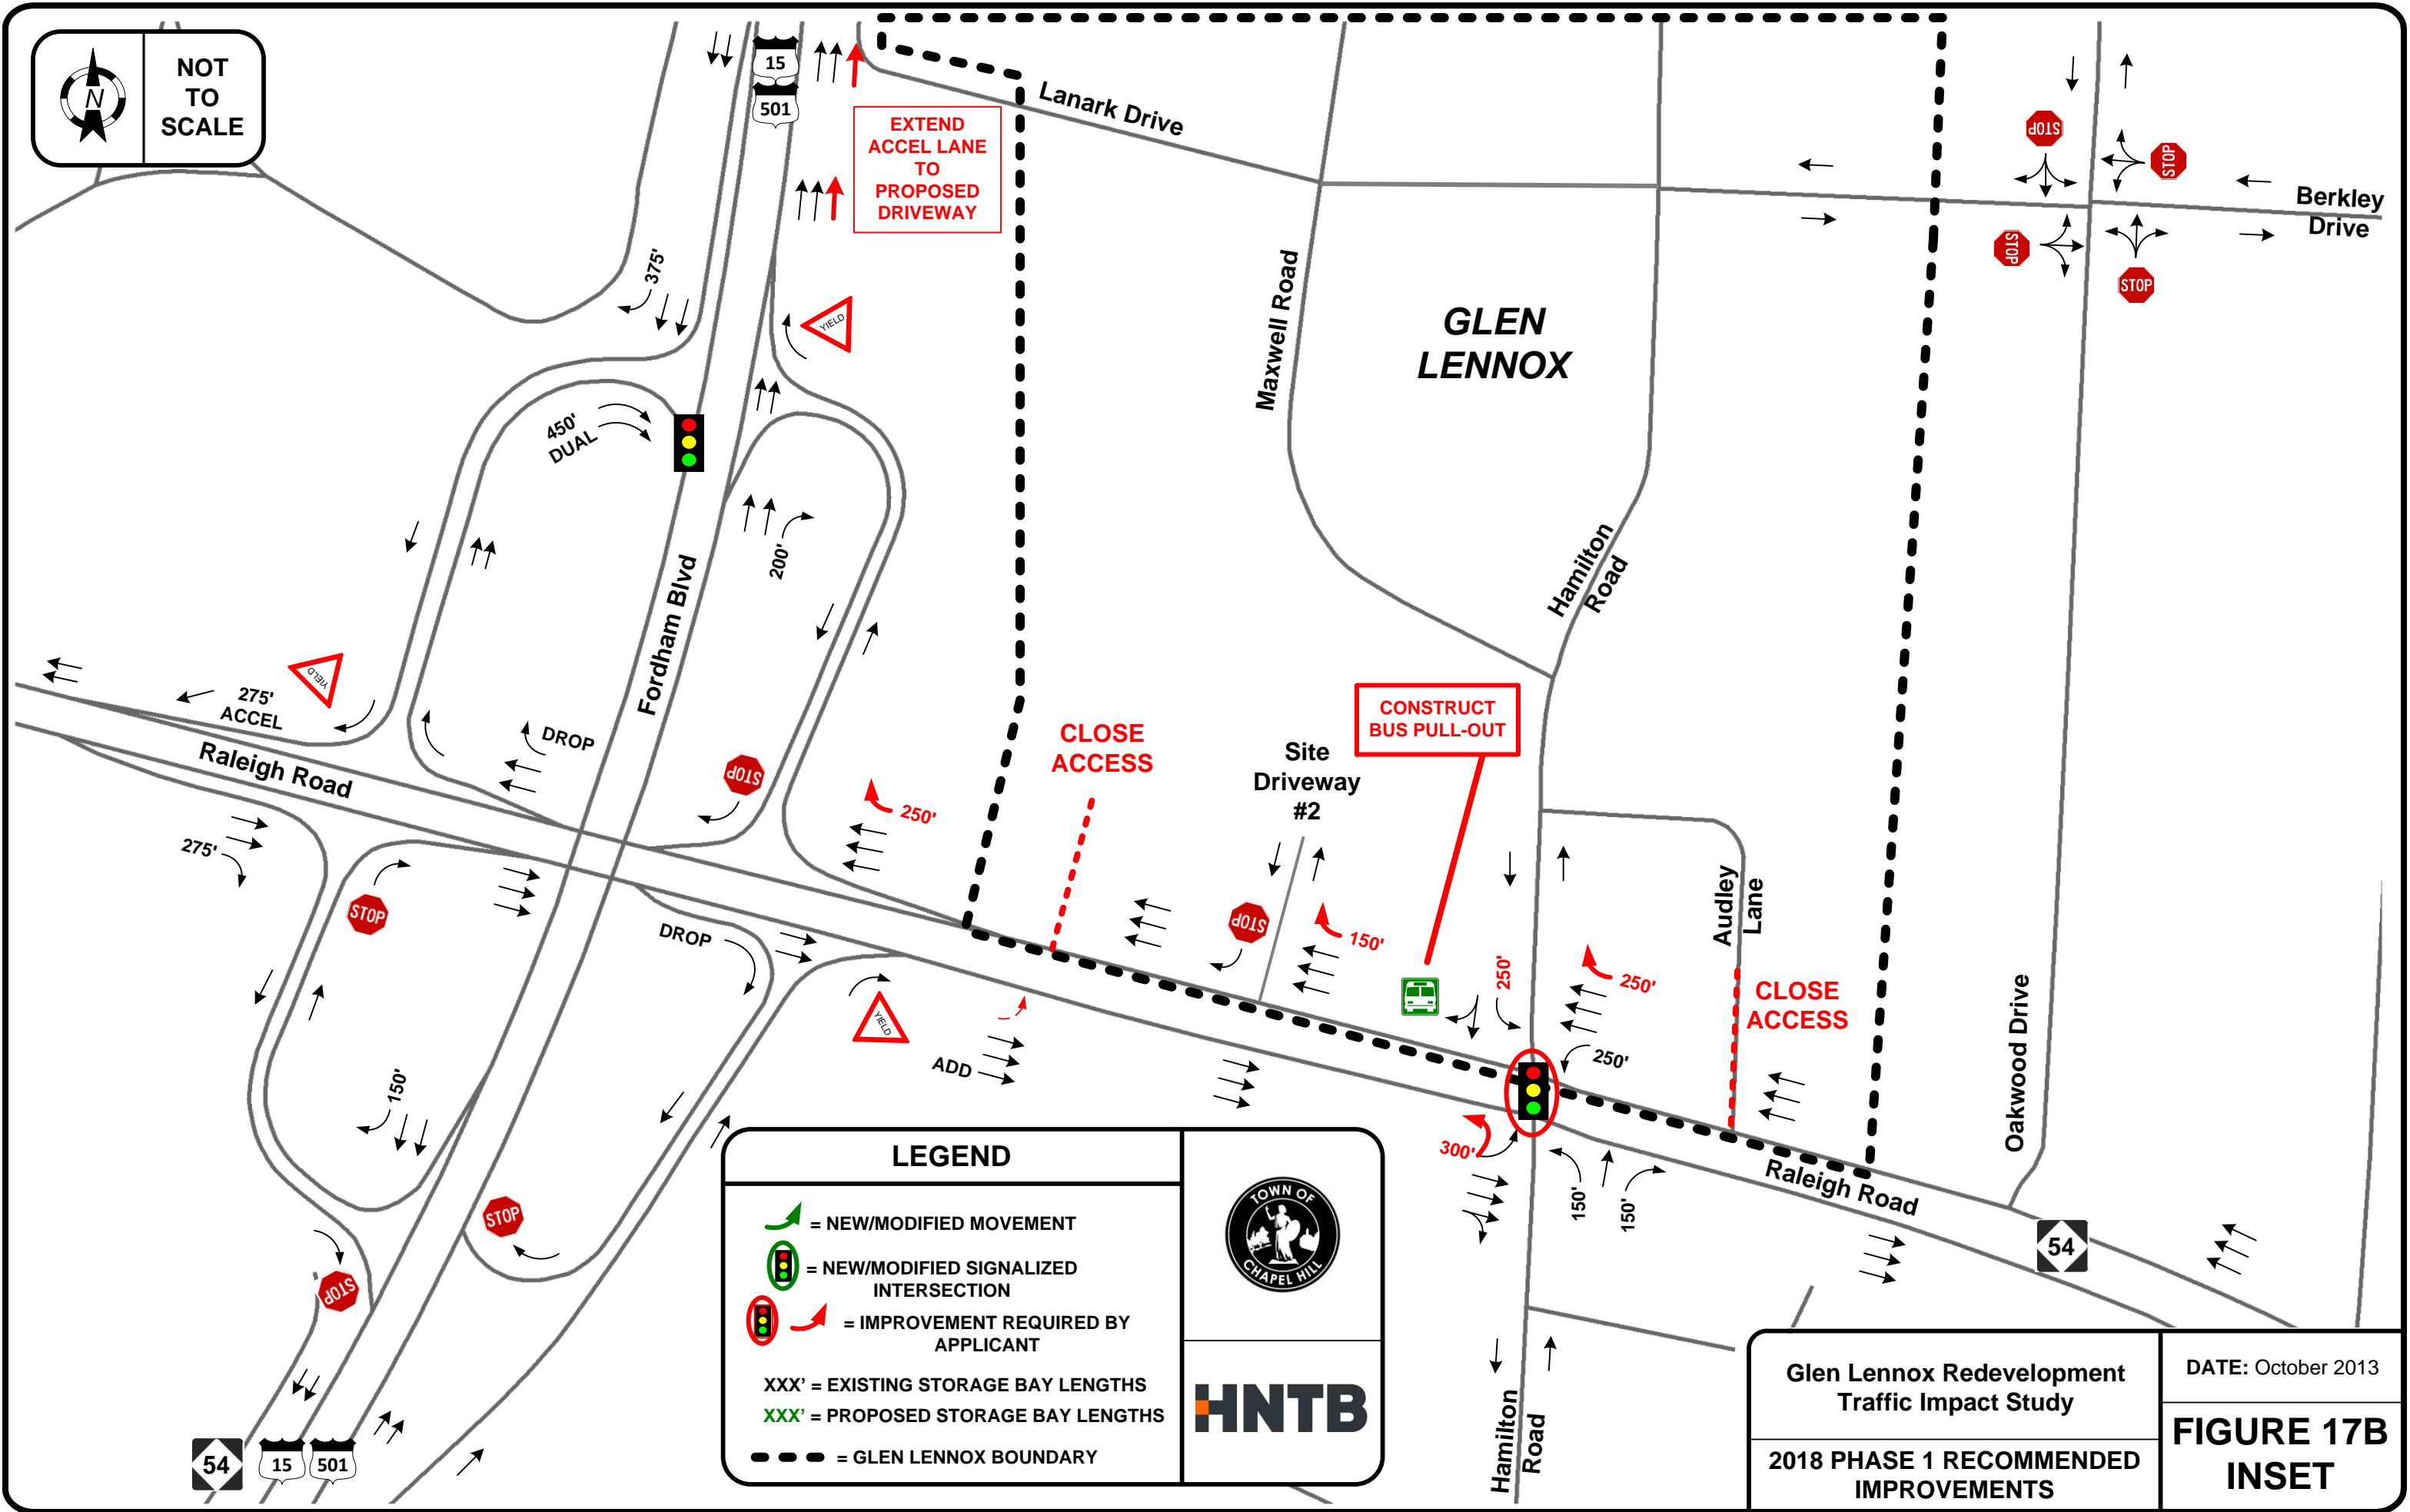 N
NOT
TO
SCALE
15
501
EXTEND
ACCEL LANE
TO
PROPOSED
DRIVEWAY
Lanark Drive
STOP
STOP
STOP
STOP
Berkley
Drive
375'
YIELD
Maxwell Road
GLEN
LENNOX
450'
DUAL
200'
Hamilton
Road
Fordham Blvd
YIELD
275'
ACCEL
DROP
Raleigh Road
STOP
CLOSE
ACCESS
Site
Driveway
#2
CONSTRUCT
BUS PULL-OUT
250'
275'
STOP
DROP
STOP
150'
250'
250'
Audley
Lane
CLOSE
ACCESS
Oakwood Drive
YIELD
ADD
250'
150'
300'
150'
150'
Raleigh Road
54
STOP
STOP
LEGEND
= NEW/MODIFIED MOVEMENT
= NEW/MODIFIED SIGNALIZED
INTERSECTION
= IMPROVEMENT REQUIRED BY
APPLICANT
XXX' = EXISTING STORAGE BAY LENGTHS
XXX' = PROPOSED STORAGE BAY LENGTHS
= GLEN LENNOX BOUNDARY
TOWN OF
CHAPEL HILL
HNTB
Hamilton
Road
54
15
501
Glen Lennox Redevelopment
Traffic Impact Study
2018 PHASE 1 RECOMMENDED
IMPROVEMENTS
DATE: October 2013
FIGURE 17B
INSET